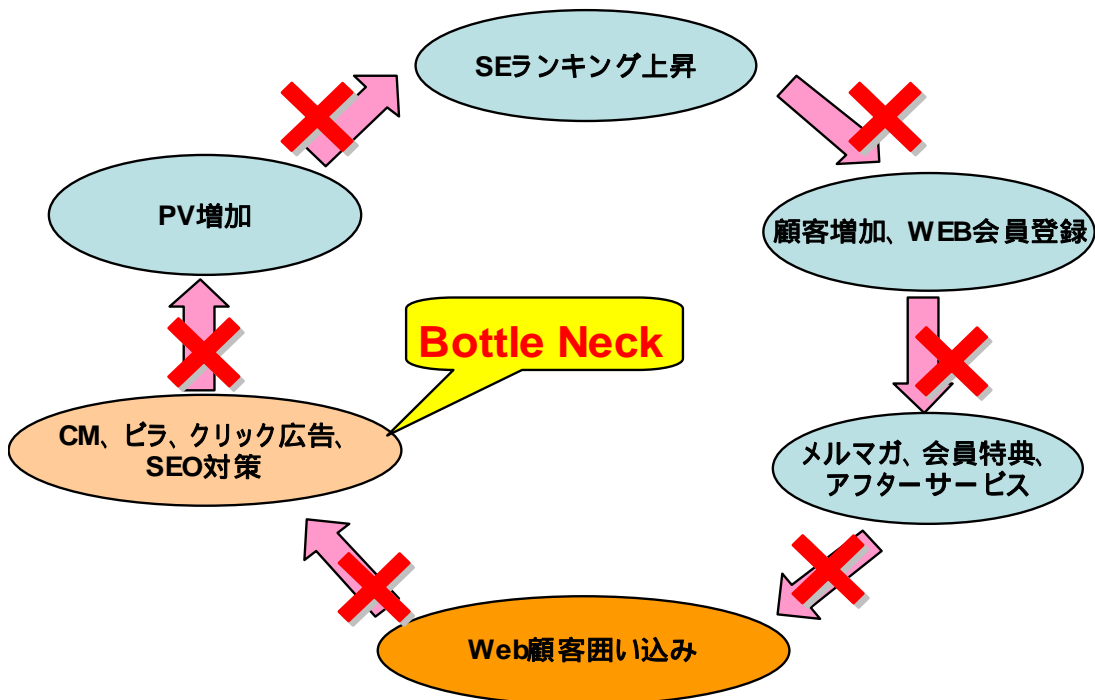 SEランキング上昇
PV増加
顧客増加、WEB会員登録
Bottle Neck
CM、ビラ、クリック広告、
SEO対策
メルマガ、会員特典、
アフターサービス
Web顧客囲い込み